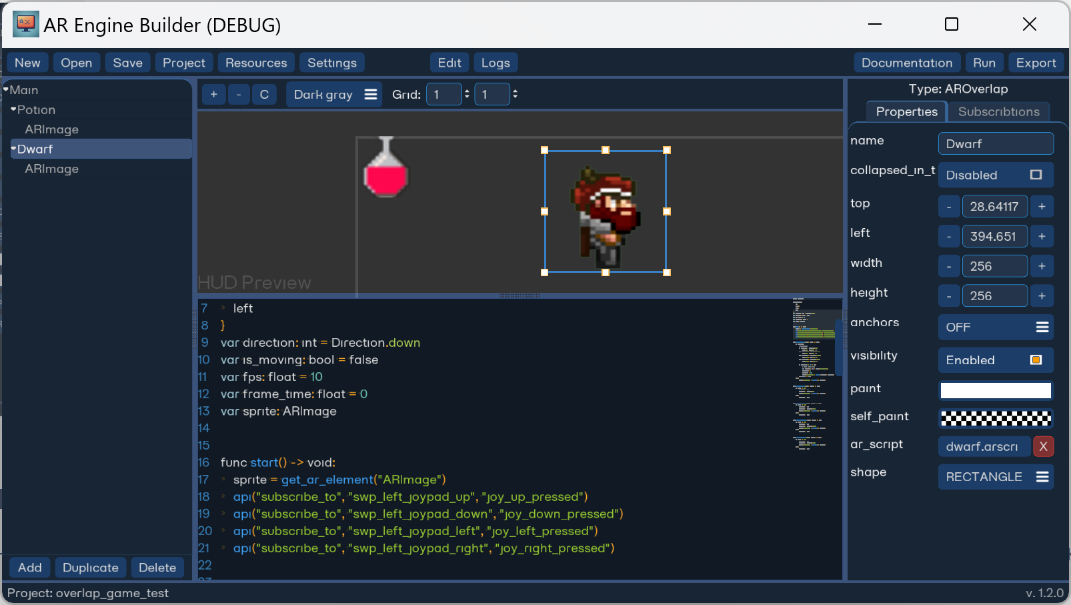 AR Engine Builder (DEBUG)
New Open Save Project Resources Settings Edit Logs Documentation Run Export
Main
Potion
ARImage
Dwarf
ARImage
+ - C Dark gray Grid: 1 1
HUD Preview
7 left
8 }
9 var direction: int = Direction.down
10 var is_moving: bool = false
11 var fps: float = 10
12 var frame_time: float = 0
13 var sprite: ARImage
14
15
16 func start() -> void:
17 sprite = get_ar_element("ARImage")
18 api("subscribe_to", "swp_left_joypad_up", "joy_up_pressed")
19 api("subscribe_to", "swp_left_joypad_down", "joy_down_pressed")
20 api("subscribe_to", "swp_left_joypad_left", "joy_left_pressed")
21 api("subscribe_to", "swp_left_joypad_right", "joy_right_pressed")
22
Type: AROverlap
Properties Subscribtions
name Dwarf
collapsed_in_t Disabled
top - 28.64117 +
left - 394.651 +
width - 256 +
height - 256 +
anchors OFF
visibility Enabled
paint
self_paint
ar_script dwarf.arscri X
shape RECTANGLE
Add Duplicate Delete
Project: overlap_game_test v. 1.2.0